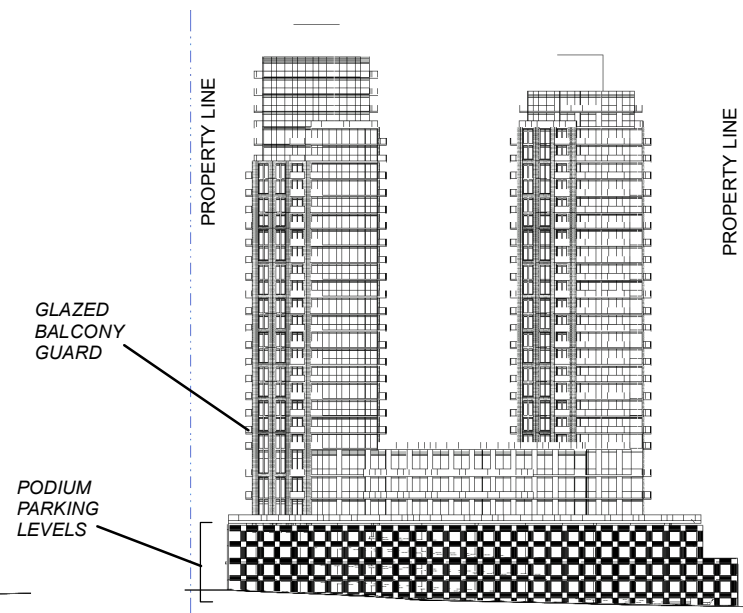 PROPERTY LINE
PROPERTY LINE
GLAZED
BALCONY
GUARD
PODIUM
PARKING
LEVELS